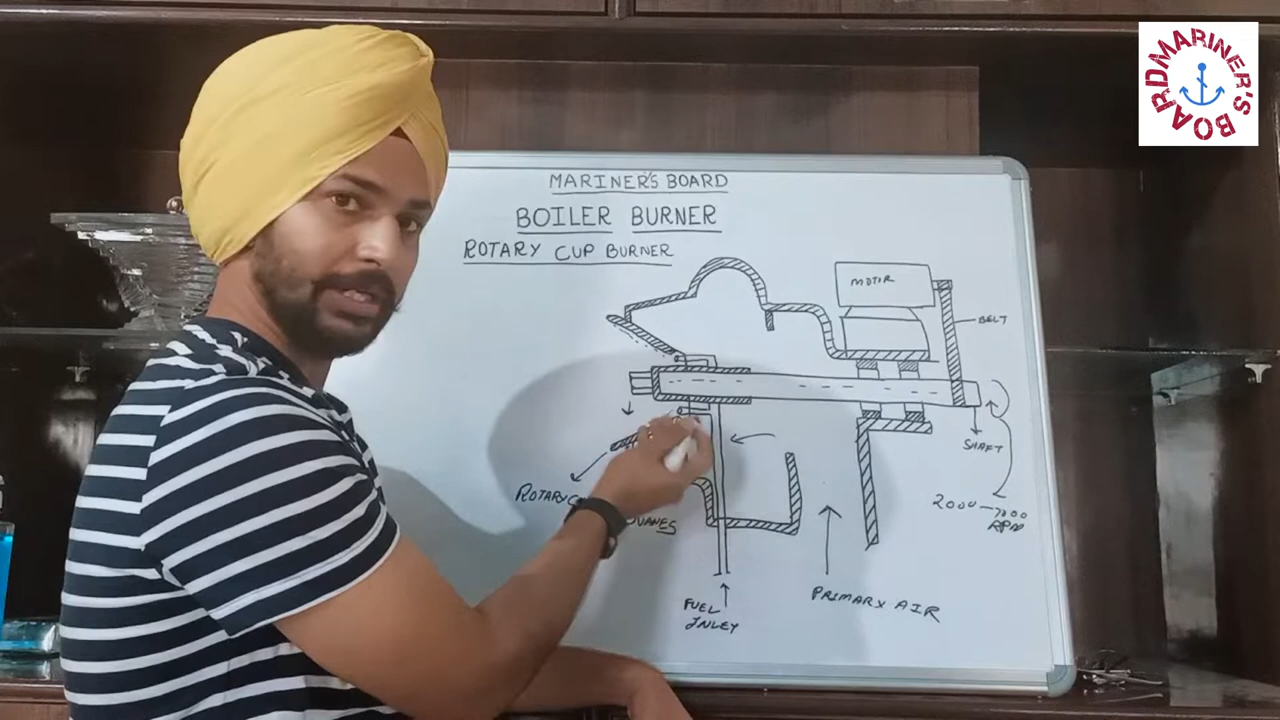 MARINER'S BOARD
MARINER'S BOARD
BOILER BURNER
ROTARY CUP BURNER
MOTOR
BELT
SHAFT
2000-7000
RPM
ROTARY
VANES
PRIMARY AIR
FUEL
INLEY